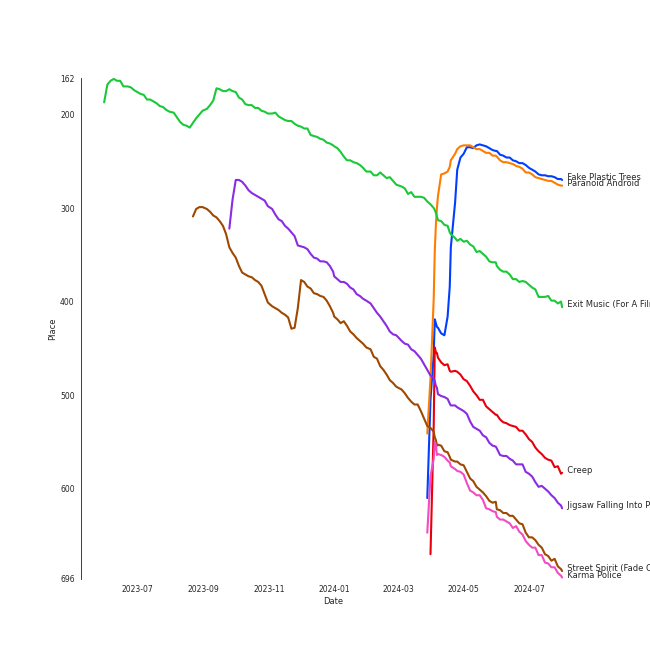 162
200
300
400
500
600
696
Place
2023-07
2023-09
2023-11
2024-01
2024-03
2024-05
2024-07
Date
Fake Plastic Trees
Paranoid Android
Exit Music (For A Fil
Creep
Jigsaw Falling Into P
Street Spirit (Fade O
Karma Police